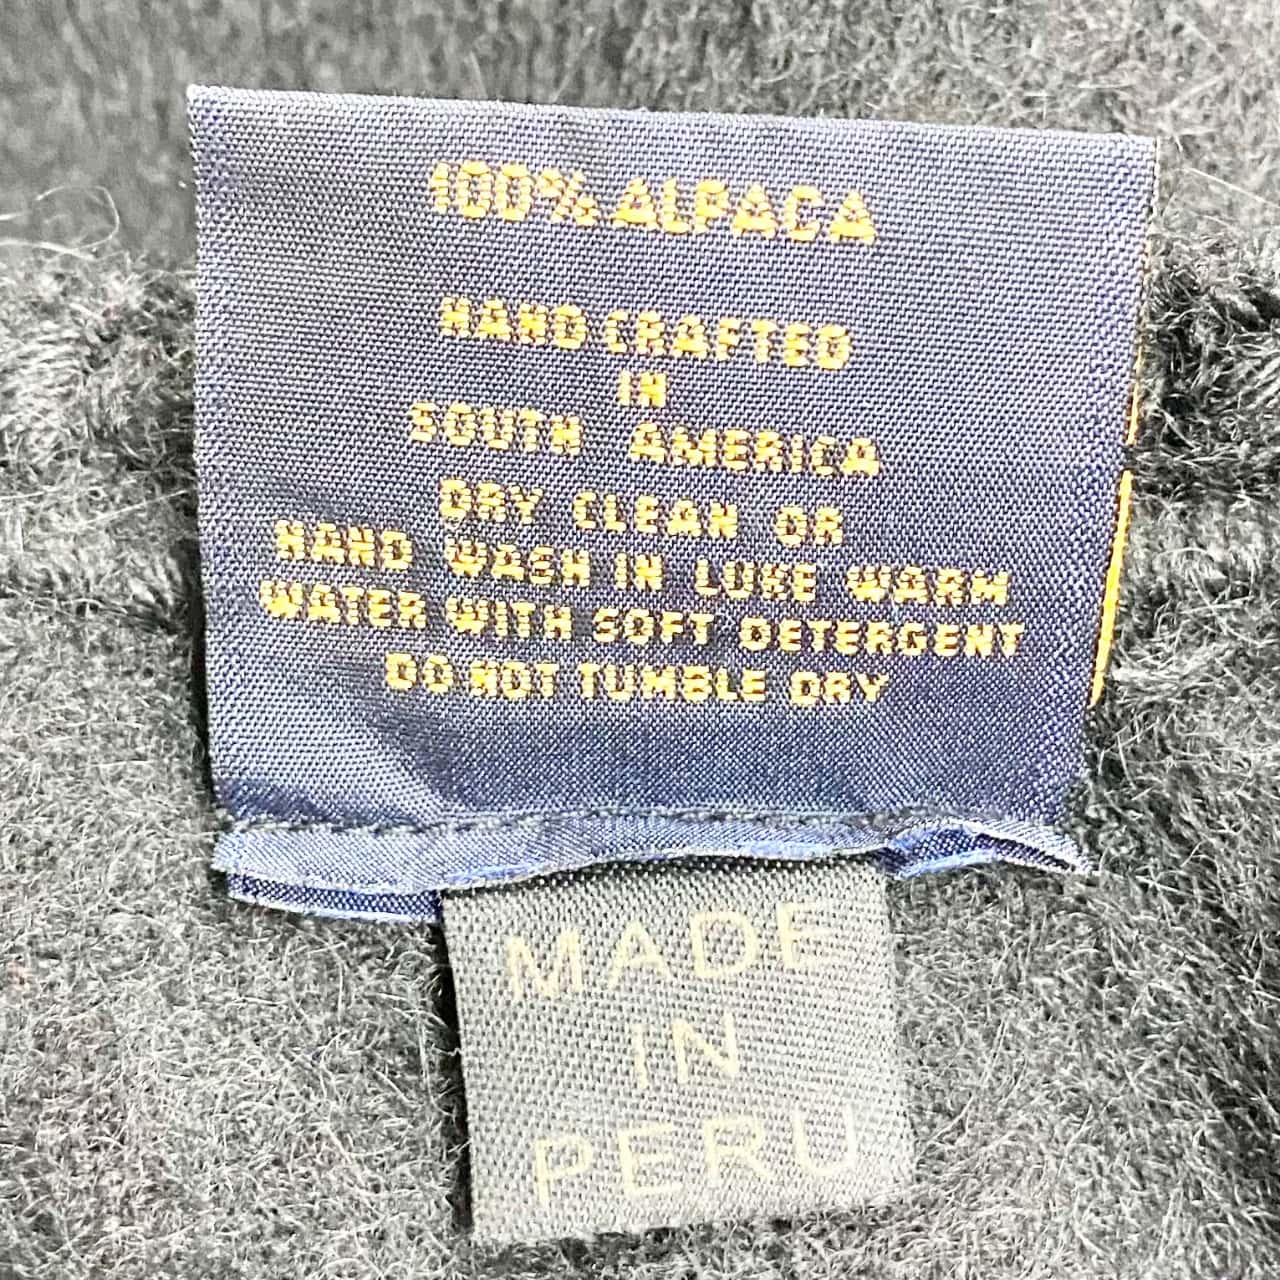 100% ALPACA
HAND CRAFTED
IN
SOUTH AMERICA
DRY CLEAN OR
HAND WASH IN LUKE WARM
WATER WITH SOFT DETERGENT
DO NOT TUMBLE DRY
MADE
IN
PERU